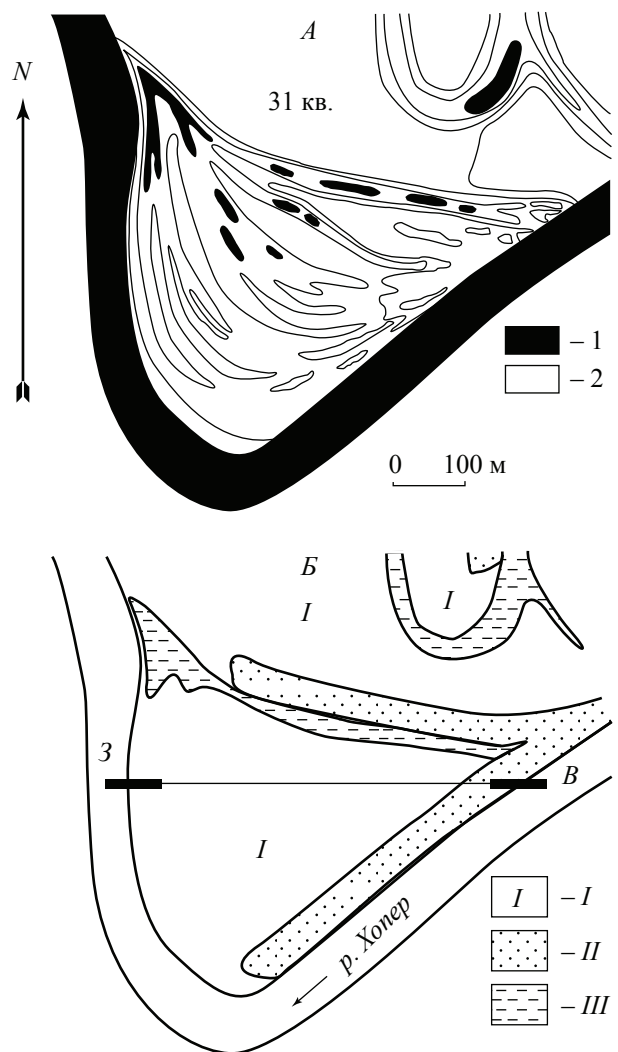 А
N
31 кв.
– 1
– 2
0 100 м
Б
I
I
З
В
I
р. Хопер
I – I
– II
– III